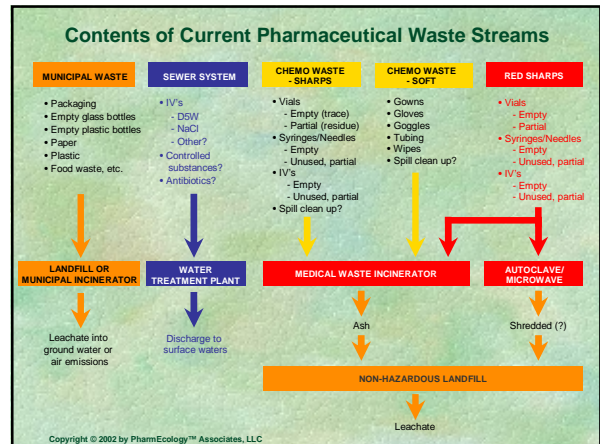 Contents of Current Pharmaceutical Waste Streams
MUNICIPAL WASTE
• Packaging
• Empty glass bottles
• Empty plastic bottles
• Paper
• Plastic
• Food waste, etc.
LANDFILL OR
MUNICIPAL INCINERATOR
Leachate into
ground water or
air emissions
SEWER SYSTEM
• IV's
- D5W
- NaCl
- Other?
• Controlled
substances?
• Antibiotics?
WATER
TREATMENT PLANT
Discharge to
surface waters
CHEMO WASTE
- SHARPS
• Vials
- Empty (trace)
- Partial (residue)
• Syringes/Needles
- Empty
- Unused, partial
• IV's
- Empty
- Unused, partial
• Spill clean up?
CHEMO WASTE
- SOFT
• Gowns
• Gloves
• Goggles
• Tubing
• Wipes
• Spill clean up?
RED SHARPS
• Vials
- Empty
- Partial
• Syringes/Needles
- Empty
- Unused, partial
• IV's
- Empty
- Unused, partial
MEDICAL WASTE INCINERATOR
Ash
AUTOCLAVE/
MICROWAVE
Shredded (?)
NON-HAZARDOUS LANDFILL
Leachate
Copyright © 2002 by PharmEcology™ Associates, LLC